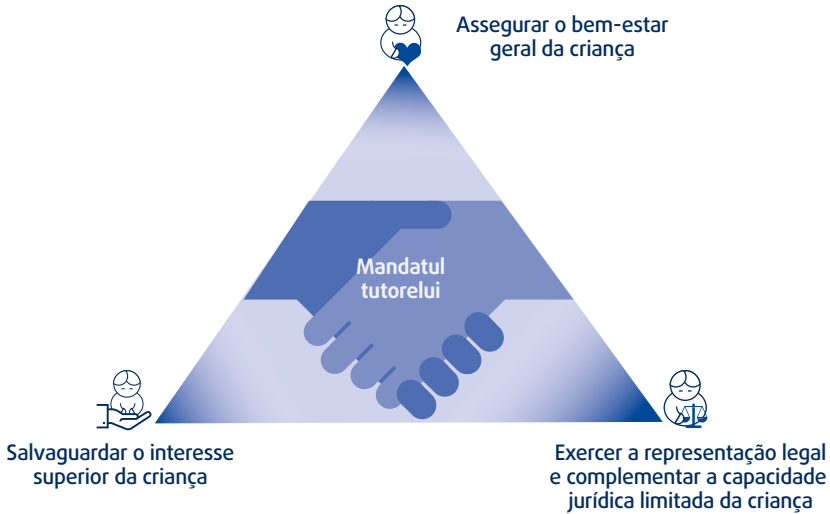 Assegurar o bem-estar
geral da criança
Mandatul
tutorelui
Salvaguardar o interesse
superior da criança
Exercer a representação legal
e complementar a capacidade
jurídica limitada da criança